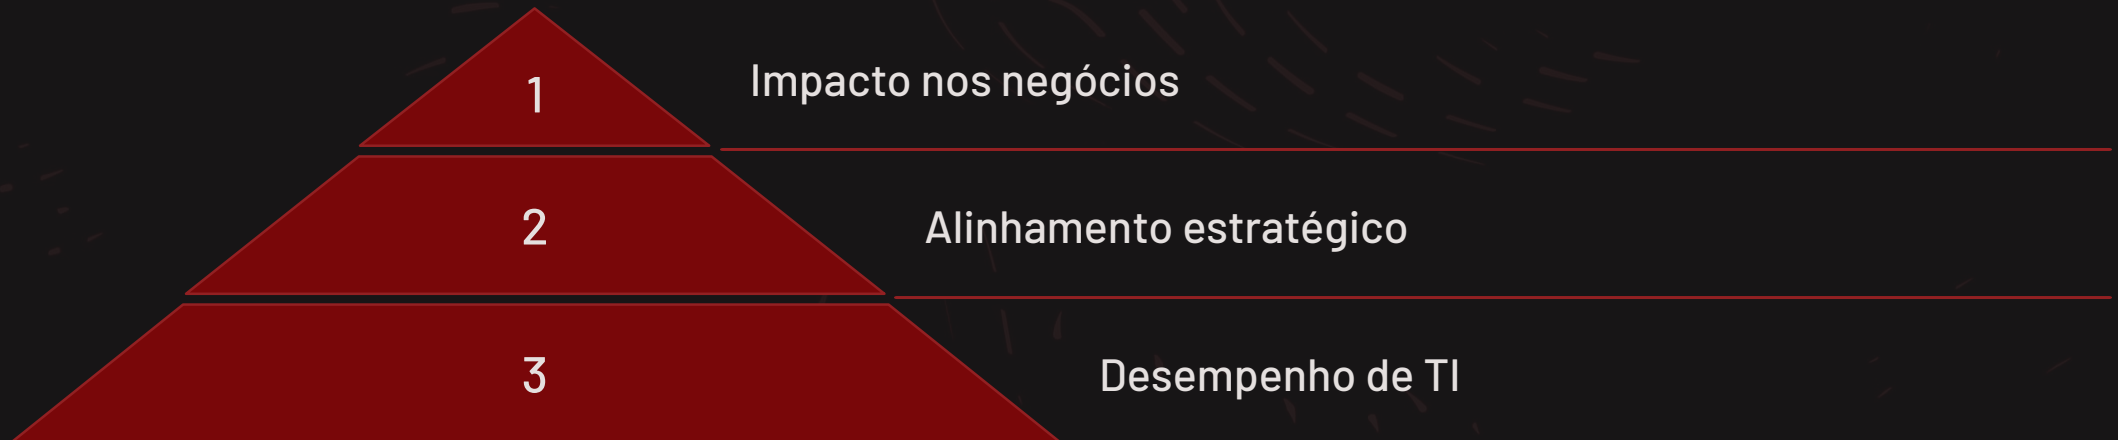 1
Impacto nos negócios
2
Alinhamento estratégico
3
Desempenho de TI